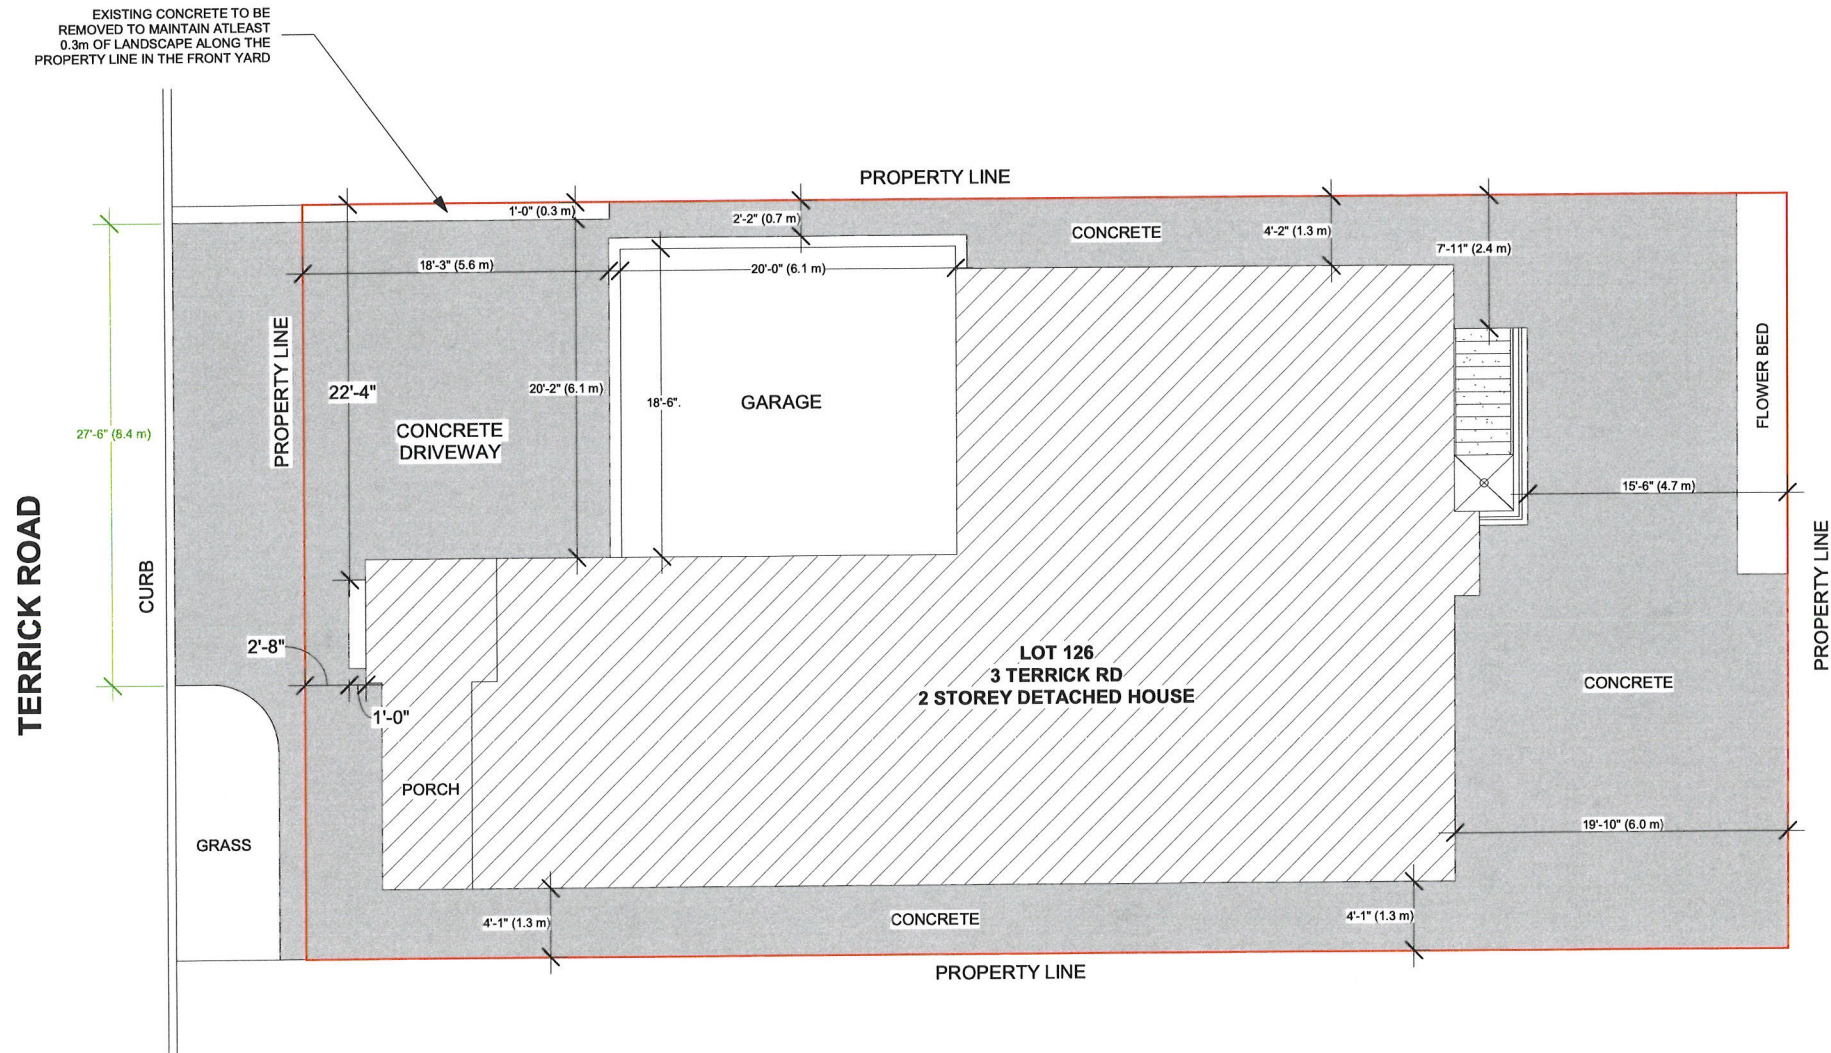 EXISTING CONCRETE TO BE
REMOVED TO MAINTAIN ATLEAST
0.3m OF LANDSCAPE ALONG THE
PROPERTY LINE IN THE FRONT YARD
PROPERTY LINE
1'-0" (0.3 m)
2'-2" (0.7 m)
CONCRETE
4'-2" (1.3 m)
7'-11" (2.4 m)
18'-3" (5.6 m)
20'-0" (6.1 m)
PROPERTY LINE
22'-4"
20'-2" (6.1 m)
18'-6".
GARAGE
FLOWER BED
27'-6" (8.4 m)
CONCRETE
DRIVEWAY
15'-6" (4.7 m)
TERRICK ROAD
CURB
PROPERTY LINE
2'-8"
LOT 126
3 TERRICK RD
2 STOREY DETACHED HOUSE
CONCRETE
1'-0"
PORCH
GRASS
19'-10" (6.0 m)
4'-1" (1.3 m)
CONCRETE
4'-1" (1.3 m)
PROPERTY LINE